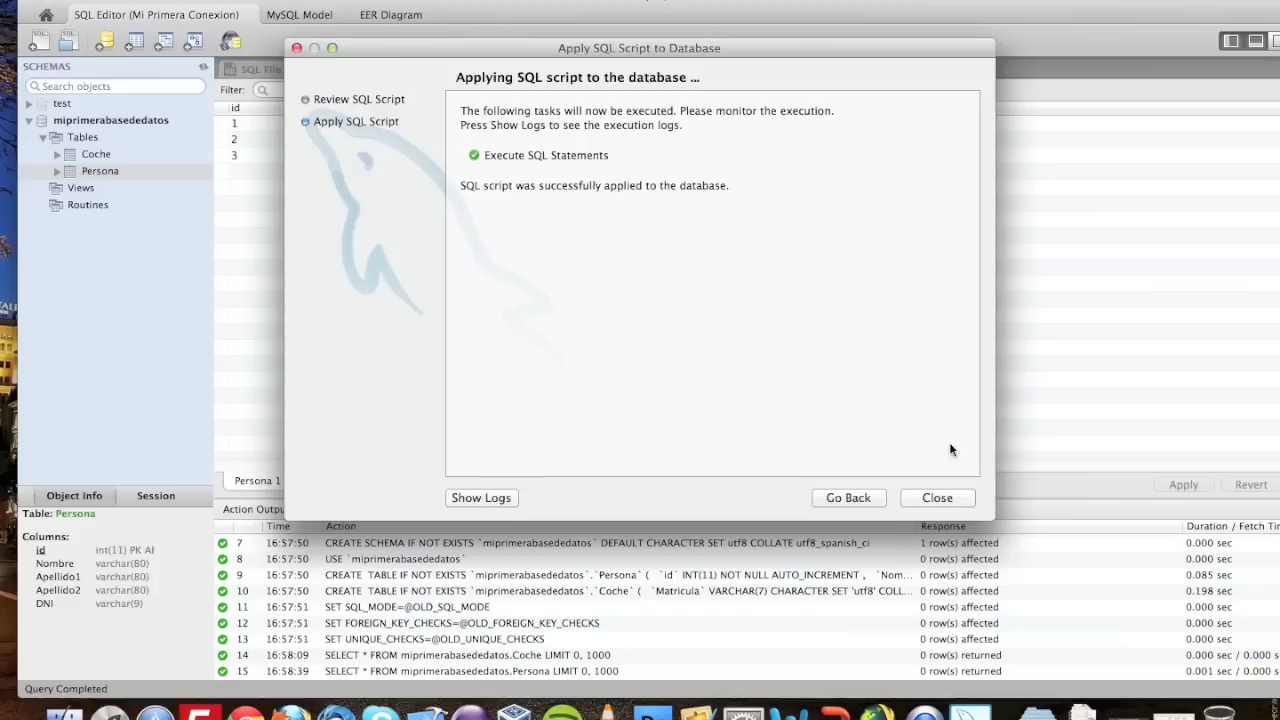 SQL Editor (Mi Primera Conexion) MySQL Model EER Diagram
Apply SQL Script to Database
SCHEMAS
Search objects
test
miprimerabasededatos
Tables
Coche
Persona
Views
Routines
SQL File
Filter:
id
1
2
3
Review SQL Script
Apply SQL Script
Applying SQL script to the database ...
The following tasks will now be executed. Please monitor the execution.
Press Show Logs to see the execution logs.
Execute SQL Statements
SQL script was successfully applied to the database.
Show Logs Go Back Close
Persona 1
Apply Revert
Object Info Session
Table: Persona
Columns:
id int(11) PK AI
Nombre varchar(80)
Apellido1 varchar(80)
Apellido2 varchar(80)
DNI varchar(9)
Action Outpu
Time Action Response Duration / Fetch Tin
7 16:57:50 CREATE SCHEMA IF NOT EXISTS `miprimerabasededatos` DEFAULT CHARACTER SET utf8 COLLATE utf8_spanish_ci 1 row(s) affected 0.000 sec
8 16:57:50 USE `miprimerabasededatos` 0 row(s) affected 0.000 sec
9 16:57:50 CREATE TABLE IF NOT EXISTS `miprimerabasededatos`.`Persona` ( `id` INT(11) NOT NULL AUTO_INCREMENT , `Nom... 0 row(s) affected 0.085 sec
10 16:57:50 CREATE TABLE IF NOT EXISTS `miprimerabasededatos`.`Coche` ( `Matricula` VARCHAR(7) CHARACTER SET 'utf8' COLL... 0 row(s) affected 0.198 sec
11 16:57:51 SET SQL_MODE=@OLD_SQL_MODE 0 row(s) affected 0.000 sec
12 16:57:51 SET FOREIGN_KEY_CHECKS=@OLD_FOREIGN_KEY_CHECKS 0 row(s) affected 0.000 sec
13 16:57:51 SET UNIQUE_CHECKS=@OLD_UNIQUE_CHECKS 0 row(s) affected 0.000 sec
14 16:58:09 SELECT * FROM miprimerabasededatos.Coche LIMIT 0, 1000 0 row(s) returned 0.000 sec / 0.000 sec
15 16:58:39 SELECT * FROM miprimerabasededatos.Persona LIMIT 0, 1000 0 row(s) returned 0.001 sec / 0.000 sec
Query Completed